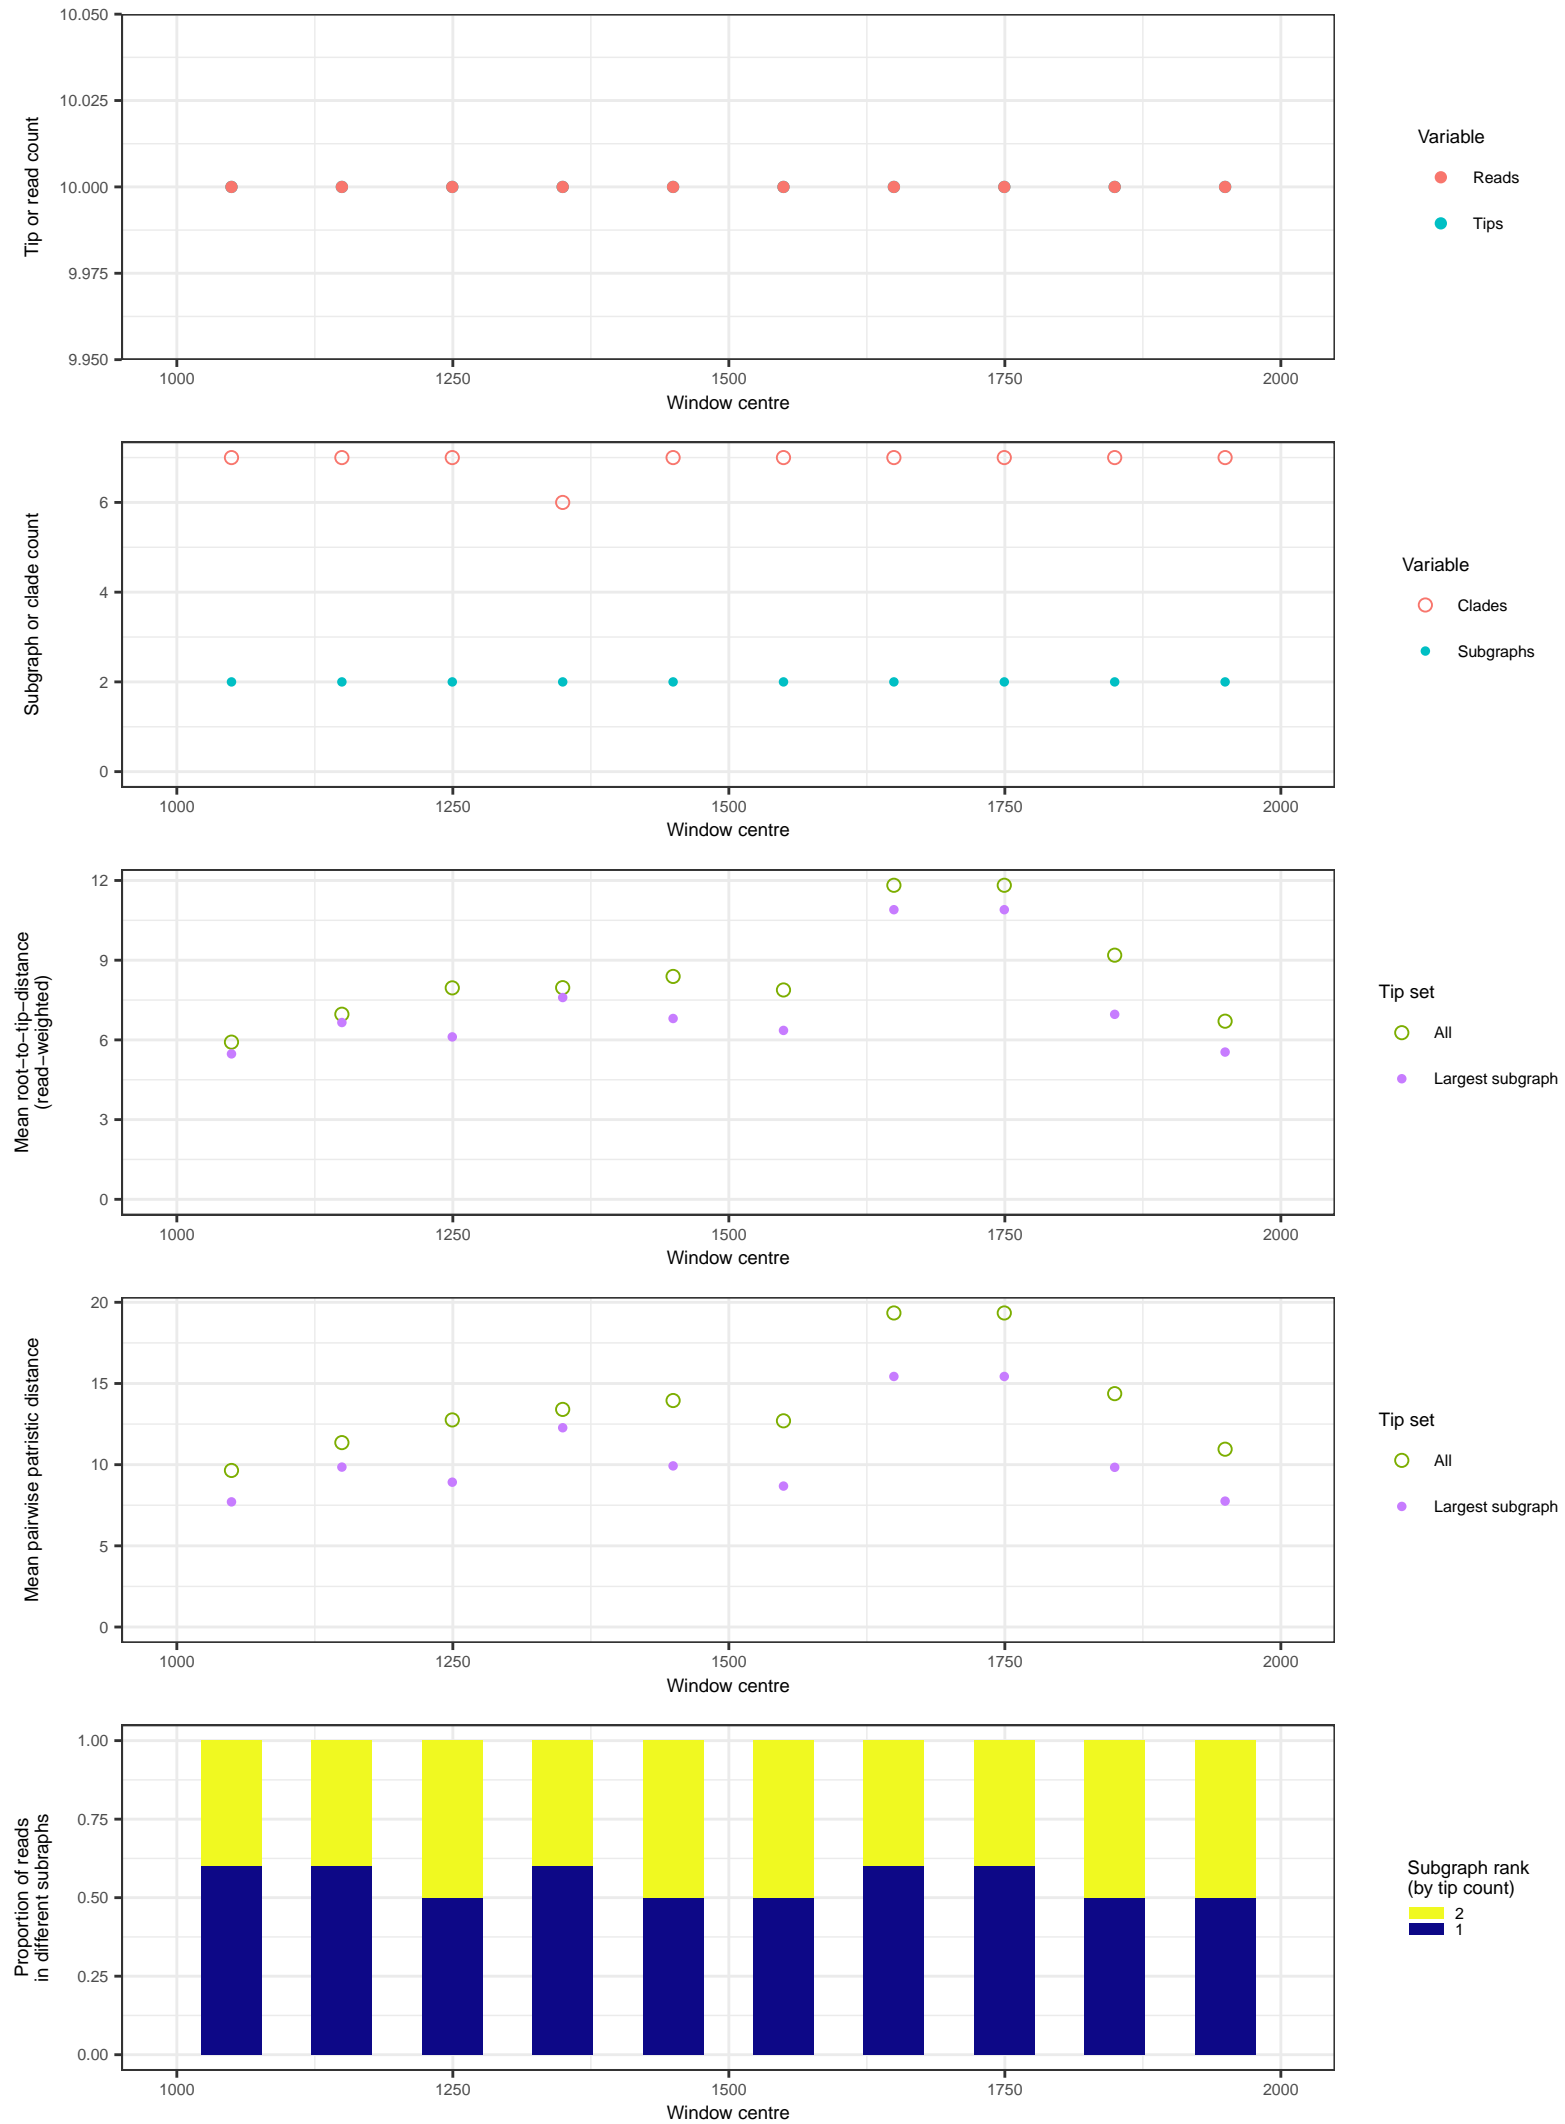 10.050
10.025
10.000
9.975
9.950
Tip or read count
1000 1250 1500 1750 2000
Window centre
Variable
Reads
Tips
6
4
2
0
Subgraph or clade count
1000 1250 1500 1750 2000
Window centre
Variable
Clades
Subgraphs
12
9
6
3
0
Mean root−to−tip−distance
(read−weighted)
1000 1250 1500 1750 2000
Window centre
Tip set
All
Largest subgraph
20
15
10
5
0
Mean pairwise patristic distance
1000 1250 1500 1750 2000
Window centre
Tip set
All
Largest subgraph
1.00
0.75
0.50
0.25
0.00
Proportion of reads
in different subraphs
1000 1250 1500 1750 2000
Window centre
Subgraph rank
(by tip count)
2
1